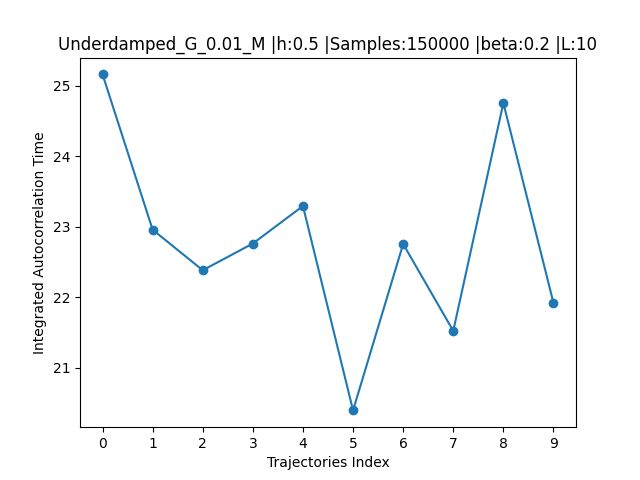 Underdamped_G_0.01_M |h:0.5 |Samples:150000 |beta:0.2 |L:10
Integrated Autocorrelation Time
25
24
23
22
21
0 1 2 3 4 5 6 7 8 9
Trajectories Index